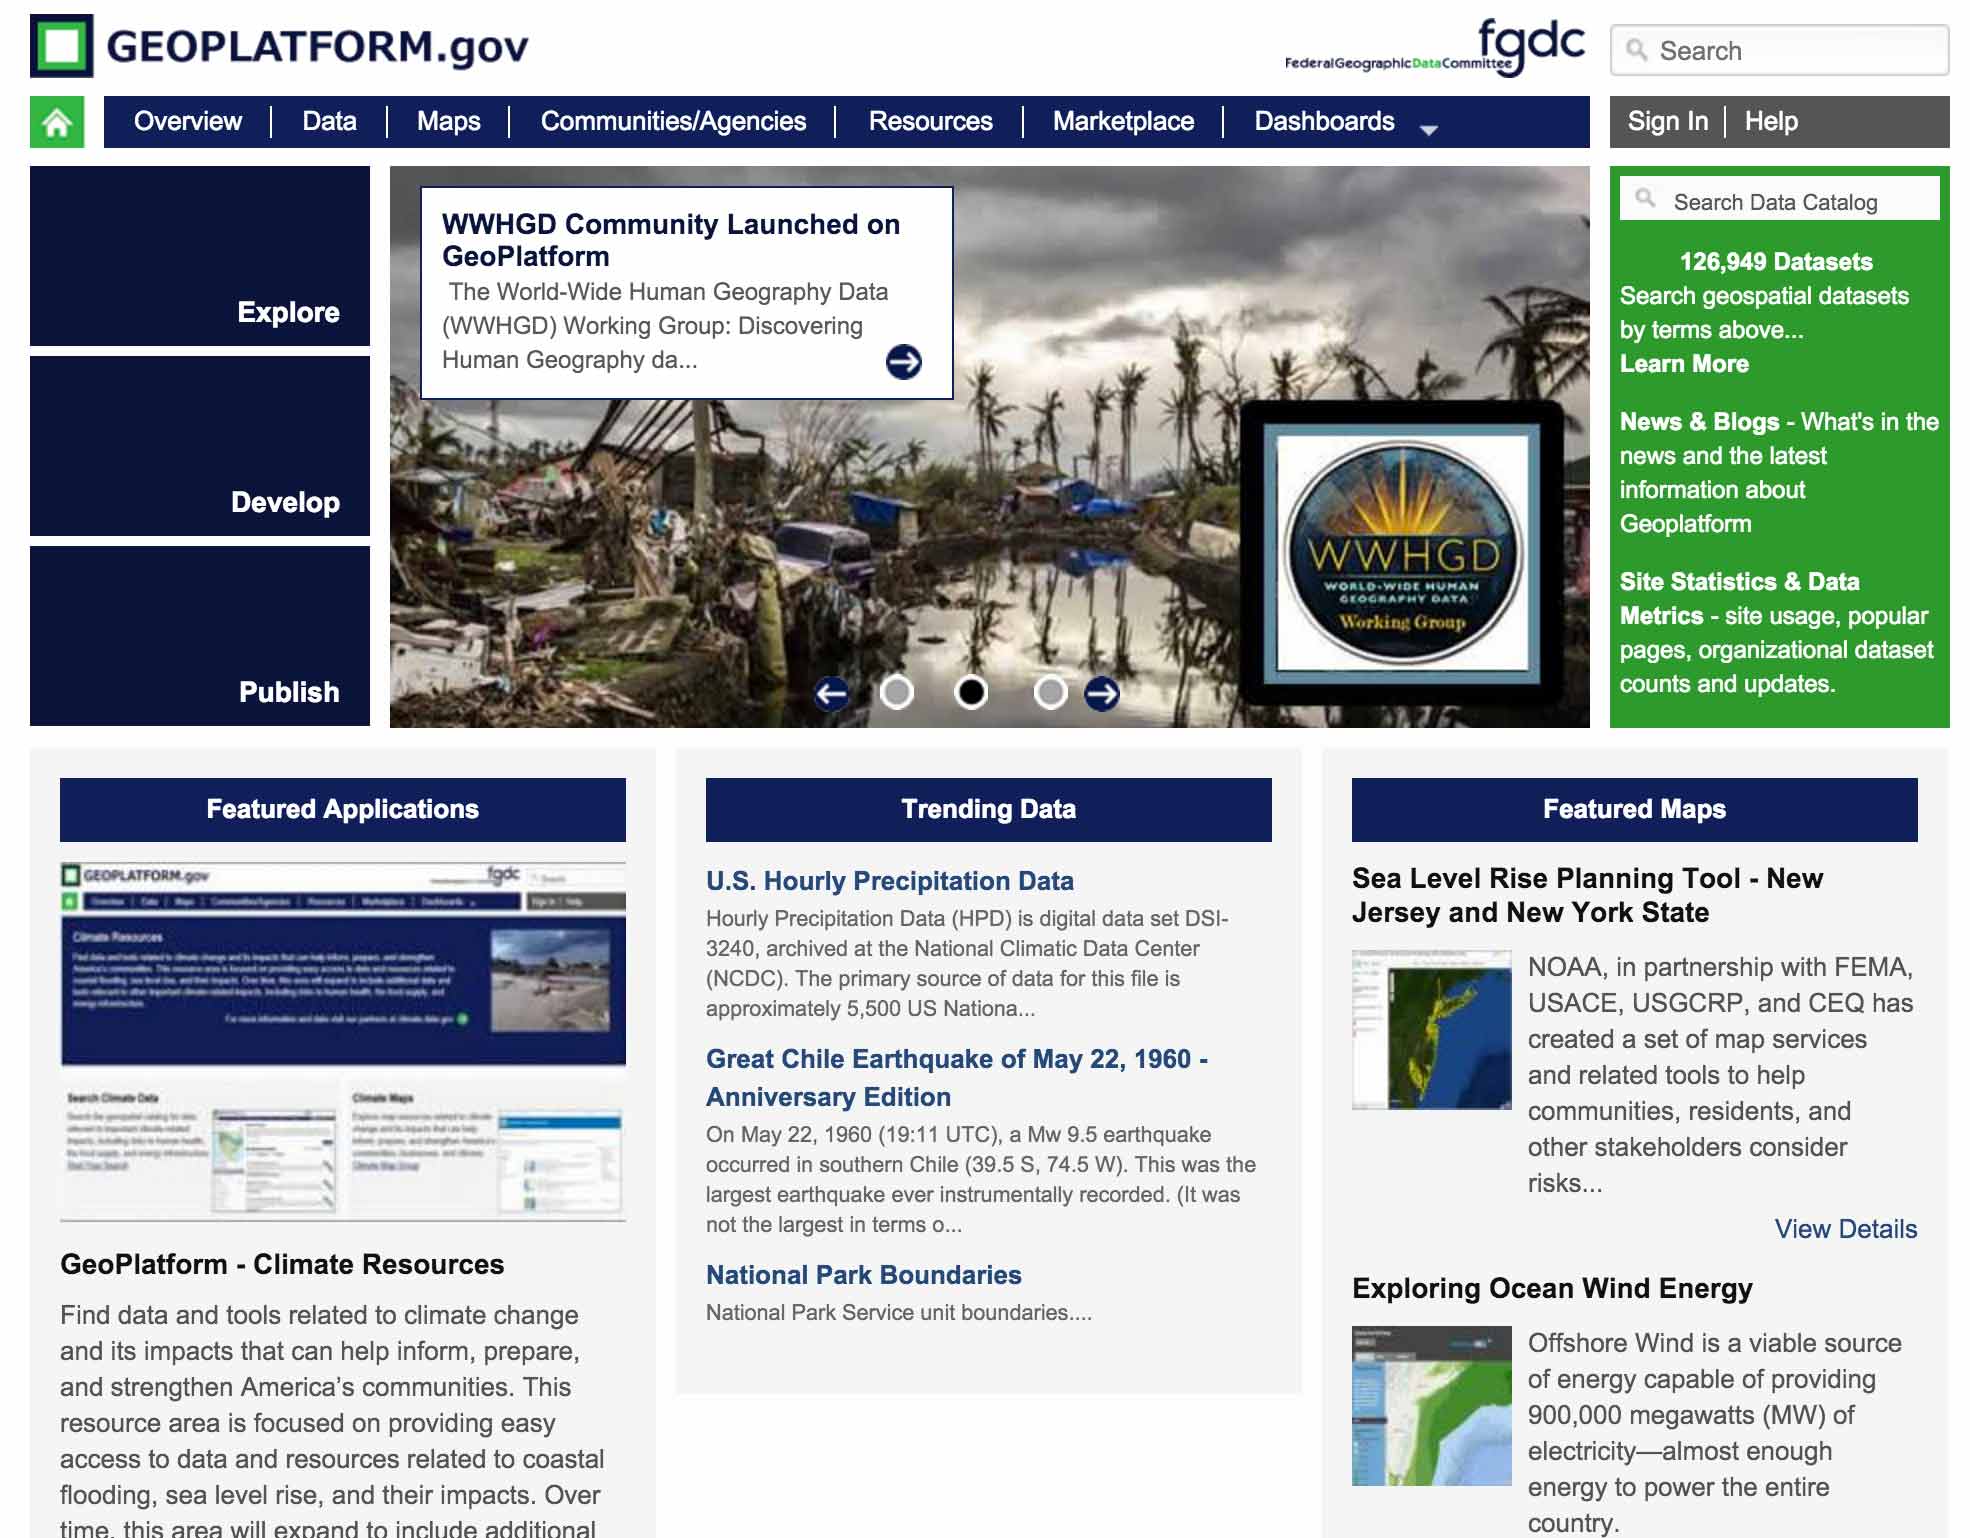 GEOPLATFORM.gov
fgdc
FederalGeographicDataCommittee
Search
Overview
Data
Maps
Communities/Agencies
Resources
Marketplace
Dashboards
Sign In
Help
Explore
Develop
Publish
WWHGD Community Launched on
GeoPlatform
The World-Wide Human Geography Data
(WWHGD) Working Group: Discovering
Human Geography da...
WWHGD
WORLD-WIDE HUMAN
GEOGRAPHY DATA
Working Group
Search Data Catalog
126,949 Datasets
Search geospatial datasets
by terms above...
Learn More
News & Blogs - What's in the
news and the latest
information about
Geoplatform
Site Statistics & Data
Metrics - site usage, popular
pages, organizational dataset
counts and updates.
Featured Applications
GEOPLATFORM.gov
fgdc
Climate Resources
Search Climate Data
Climate Maps
GeoPlatform - Climate Resources
Find data and tools related to climate change
and its impacts that can help inform, prepare,
and strengthen America’s communities. This
resource area is focused on providing easy
access to data and resources related to coastal
flooding, sea level rise, and their impacts. Over
time, this area will expand to include additional
Trending Data
U.S. Hourly Precipitation Data
Hourly Precipitation Data (HPD) is digital data set DSI-
3240, archived at the National Climatic Data Center
(NCDC). The primary source of data for this file is
approximately 5,500 US Nationa...
Great Chile Earthquake of May 22, 1960 -
Anniversary Edition
On May 22, 1960 (19:11 UTC), a Mw 9.5 earthquake
occurred in southern Chile (39.5 S, 74.5 W). This was the
largest earthquake ever instrumentally recorded. (It was
not the largest in terms o...
National Park Boundaries
National Park Service unit boundaries....
Featured Maps
Sea Level Rise Planning Tool - New
Jersey and New York State
NOAA, in partnership with FEMA,
USACE, USGCRP, and CEQ has
created a set of map services
and related tools to help
communities, residents, and
other stakeholders consider
risks...
View Details
Exploring Ocean Wind Energy
Offshore Wind is a viable source
of energy capable of providing
900,000 megawatts (MW) of
electricity—almost enough
energy to power the entire
country.